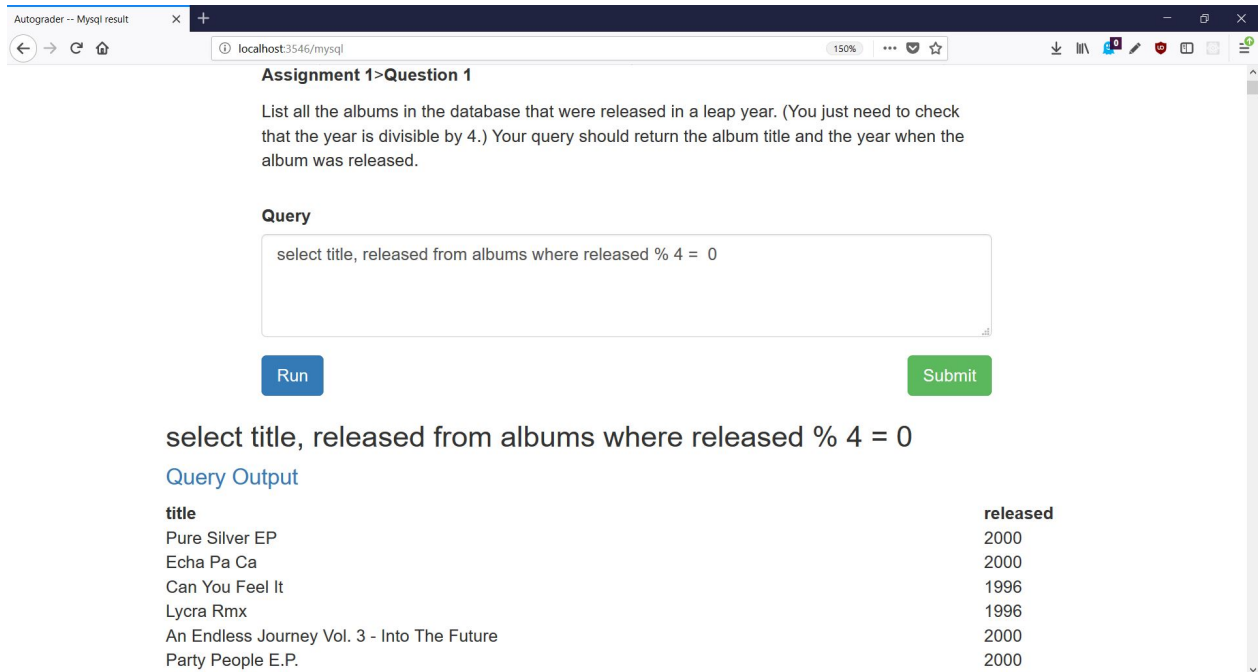 Autograder -- Mysql result
localhost:3546/mysql
150%
0
Assignment 1>Question 1
List all the albums in the database that were released in a leap year. (You just need to check
that the year is divisible by 4.) Your query should return the album title and the year when the
album was released.
Query
select title, released from albums where released % 4 =  0
Run
Submit
select title, released from albums where released % 4 = 0
Query Output
title released
Pure Silver EP 2000
Echa Pa Ca 2000
Can You Feel It 1996
Lycra Rmx 1996
An Endless Journey Vol. 3 - Into The Future 2000
Party People E.P. 2000